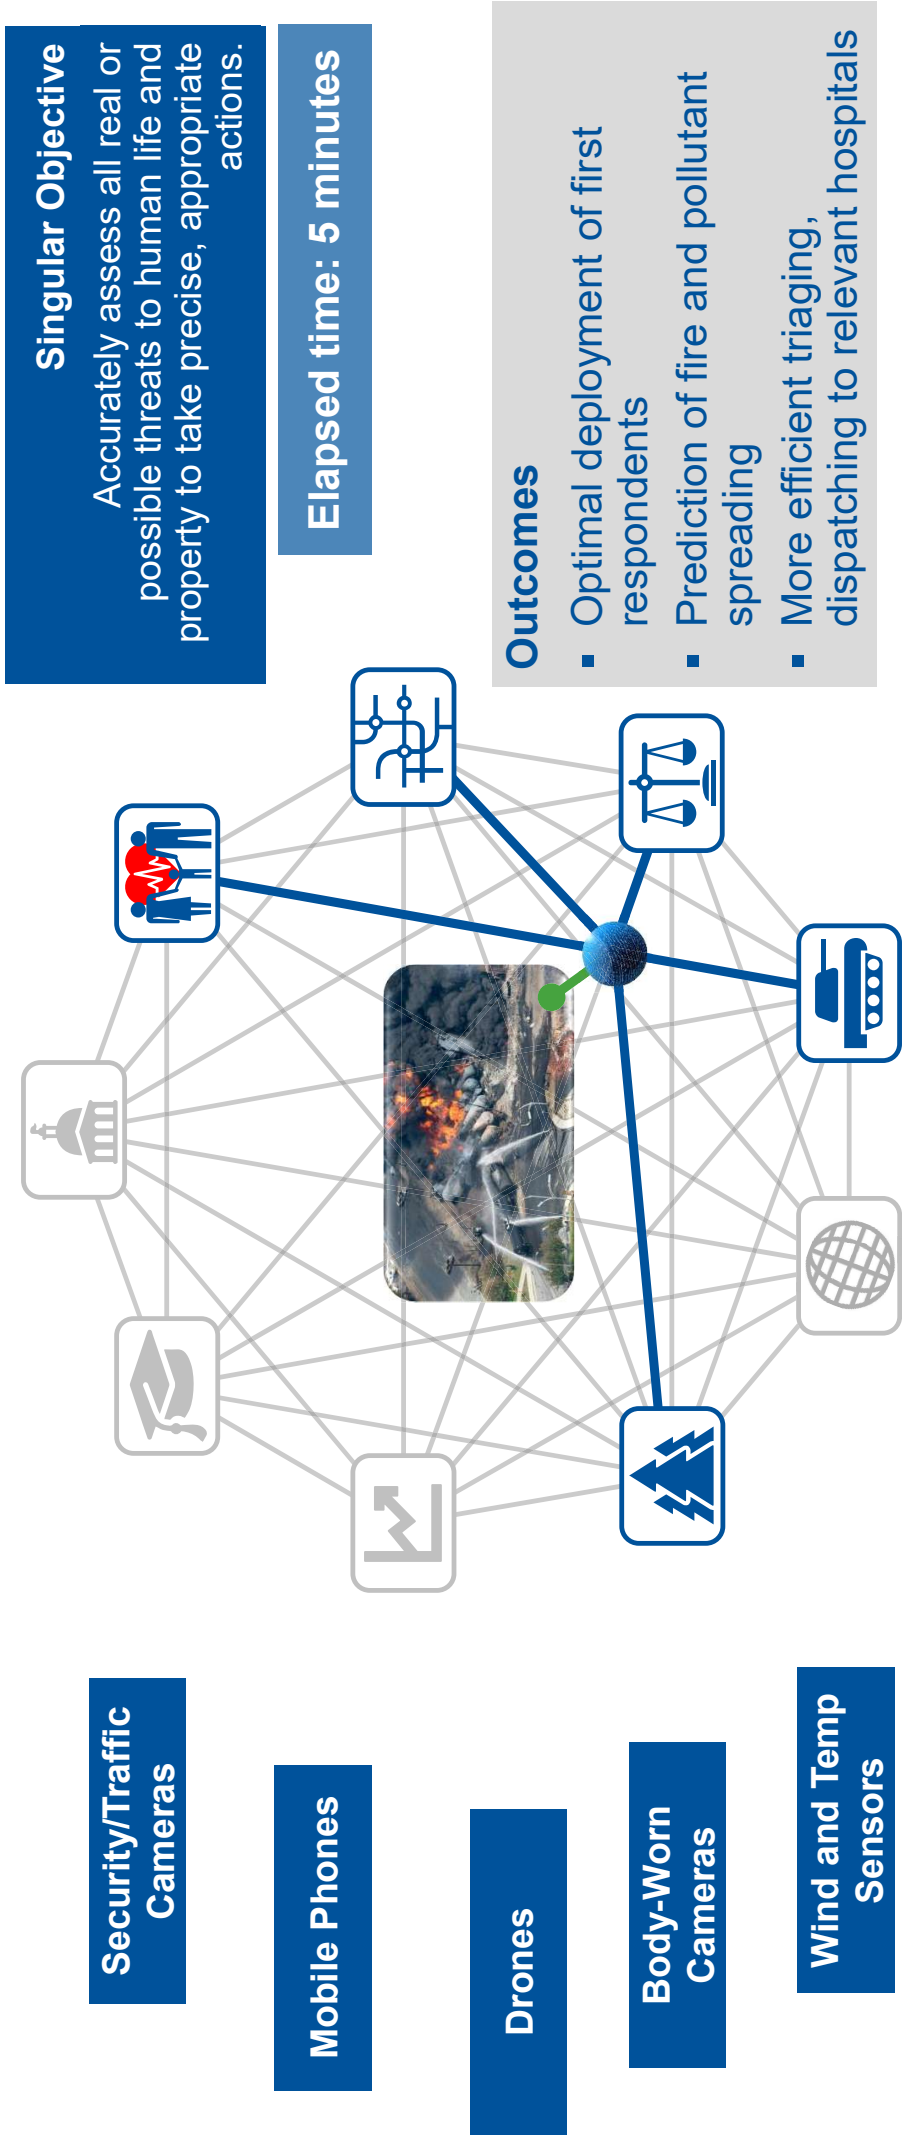 Security/Traffic
Cameras
Mobile Phones
Drones
Body-Worn
Cameras
Wind and Temp
Sensors
Singular Objective
Accurately assess all real or
possible threats to human life and
property to take precise, appropriate
actions.
Elapsed time: 5 minutes
Outcomes
▪ Optimal deployment of first
respondents
▪ Prediction of fire and pollutant
spreading
▪ More efficient triaging,
dispatching to relevant hospitals